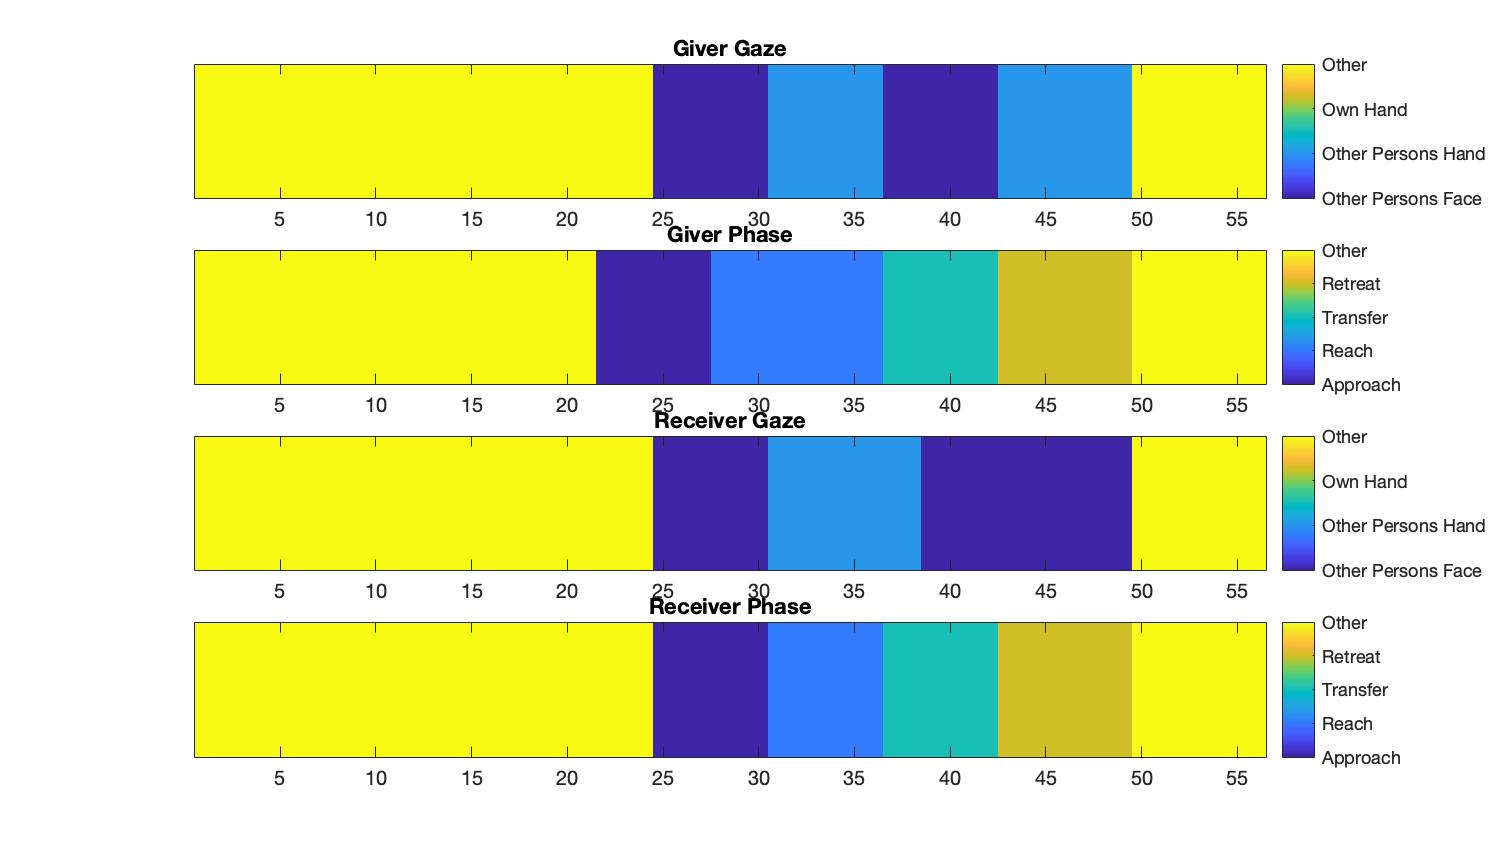 Giver Gaze
Other
Own Hand
Other Persons Hand
Other Persons Face
5 10 15 20 25 30 35 40 45 50 55
Giver Phase
Other
Retreat
Transfer
Reach
Approach
5 10 15 20 25 30 35 40 45 50 55
Receiver Gaze
Other
Own Hand
Other Persons Hand
Other Persons Face
5 10 15 20 25 30 35 40 45 50 55
Receiver Phase
Other
Retreat
Transfer
Reach
Approach
5 10 15 20 25 30 35 40 45 50 55